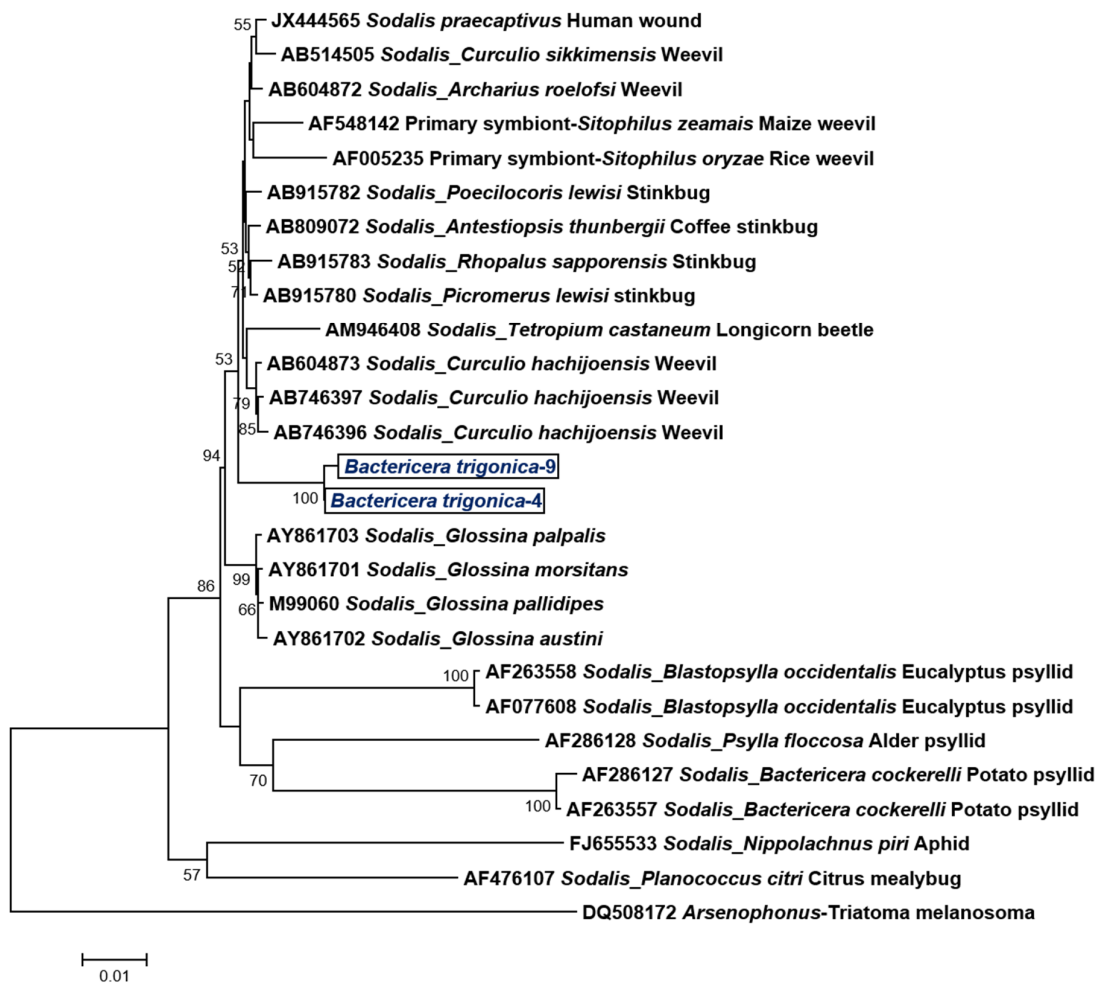 55
JX444565 Sodalis praecaptivus Human wound
AB514505 Sodalis_Curculio sikkimensis Weevil
AB604872 Sodalis_Archarius roelofsi Weevil
AF548142 Primary symbiont-Sitophilus zeamais Maize weevil
AF005235 Primary symbiont-Sitophilus oryzae Rice weevil
AB915782 Sodalis_Poecilocoris lewisi Stinkbug
AB809072 Sodalis_Antestiopsis thunbergii Coffee stinkbug
53
52
AB915783 Sodalis_Rhopalus sapporensis Stinkbug
71
AB915780 Sodalis_Picromerus lewisi stinkbug
AM946408 Sodalis_Tetropium castaneum Longicorn beetle
53
AB604873 Sodalis_Curculio hachijoensis Weevil
79
AB746397 Sodalis_Curculio hachijoensis Weevil
85
AB746396 Sodalis_Curculio hachijoensis Weevil
94
Bactericera trigonica-9
100
Bactericera trigonica-4
AY861703 Sodalis_Glossina palpalis
99
AY861701 Sodalis_Glossina morsitans
86
66
M99060 Sodalis_Glossina pallidipes
AY861702 Sodalis_Glossina austini
100
AF263558 Sodalis_Blastopsylla occidentalis Eucalyptus psyllid
AF077608 Sodalis_Blastopsylla occidentalis Eucalyptus psyllid
AF286128 Sodalis_Psylla floccosa Alder psyllid
70
AF286127 Sodalis_Bactericera cockerelli Potato psyllid
100
AF263557 Sodalis_Bactericera cockerelli Potato psyllid
FJ655533 Sodalis_Nippolachnus piri Aphid
57
AF476107 Sodalis_Planococcus citri Citrus mealybug
DQ508172 Arsenophonus-Triatoma melanosoma
0.01